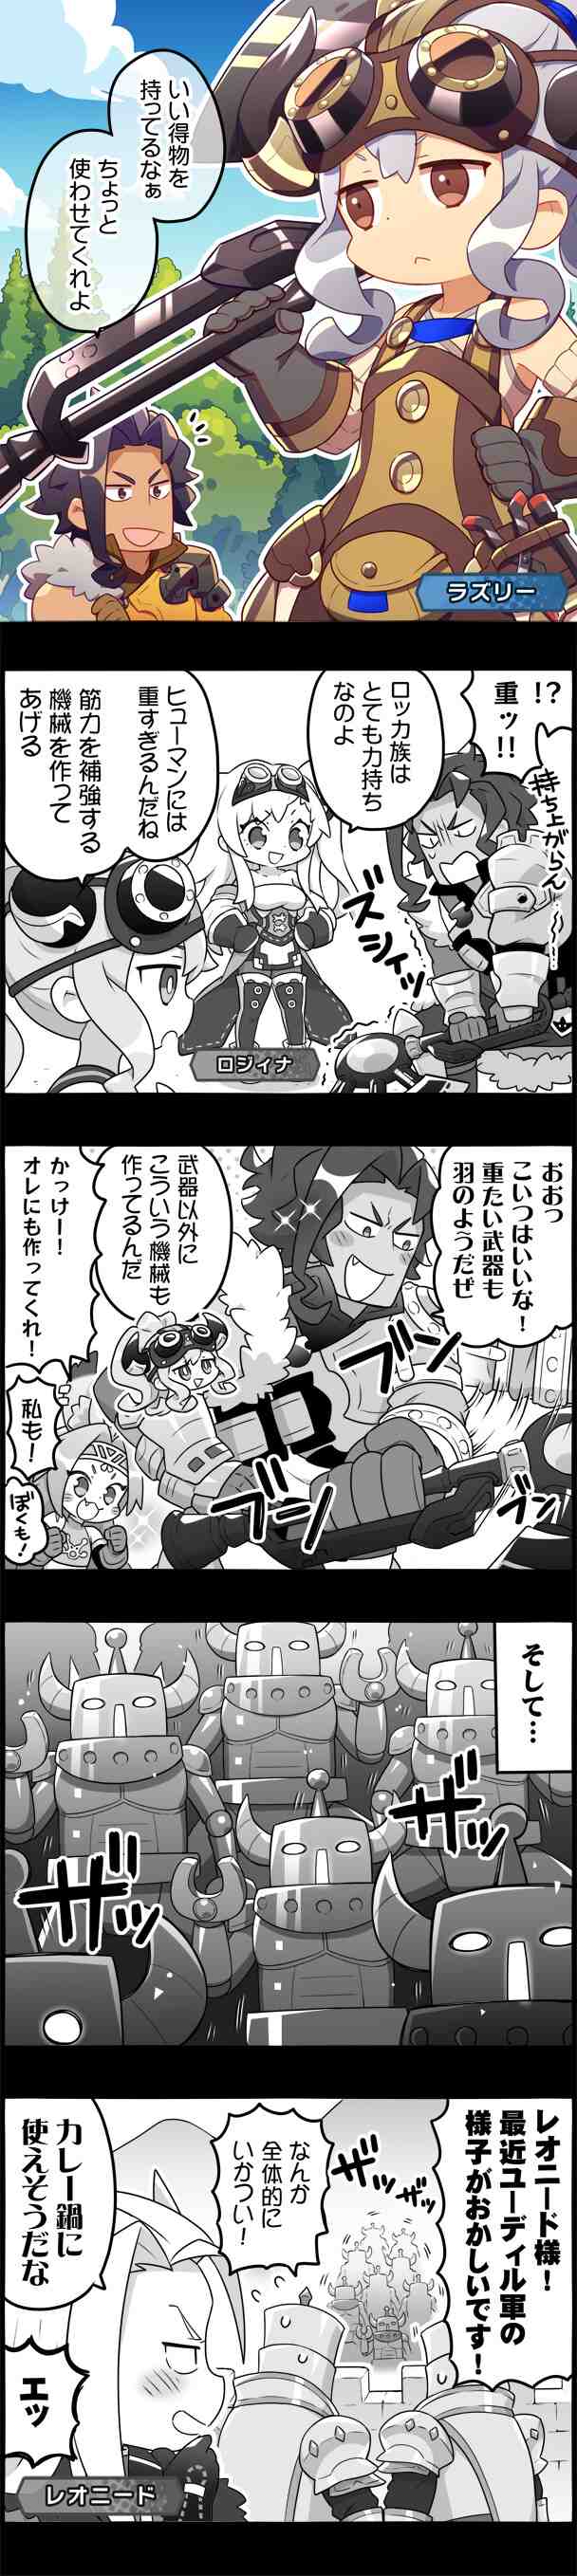 いい得物を
持ってるなぁ
ちょっと
使わせてくれよ
ラズリー
!?
重ッ!!
持ち上がらん
ズシィッ
ロッカ族は
とても力持ち
なのよ
ロジィナ
ヒューマンには
重すぎるんだね
筋力を補強する
機械を作って
あげる
おおっ
こいつはいいな!
重たい武器も
羽のようだぜ
ブンッ
ブンッ
ブンッ
武器以外に
こういう機械も
作ってるんだ
かっけー!
オレにも作ってくれ!
私も!
ぼくも!
そして…
ザッ
ザッ
レオニード様!
最近ユーディル軍の
様子がおかしいです!
ザッザッ
なんか
全体的に
いかつい!
カレー鍋に
使えそうだな
エッ
レオニード